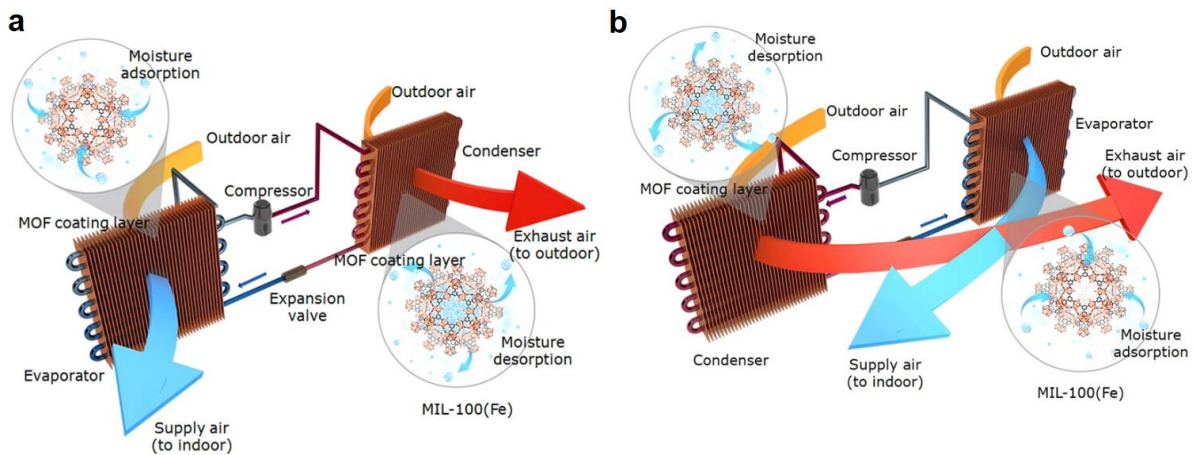 a
Moisture
adsorption
Outdoor air
Outdoor air
Compressor
Condenser
MOF coating layer
Exhaust air
(to outdoor)
MOF coating layer
Expansion
valve
Moisture
desorption
Evaporator
Supply air
(to indoor)
MIL-100(Fe)
b
Moisture
desorption
Outdoor air
Outdoor air
Compressor
Evaporator
Exhaust air
(to outdoor)
MOF coating layer
Condenser
Supply air
(to indoor)
Moisture
adsorption
MIL-100(Fe)